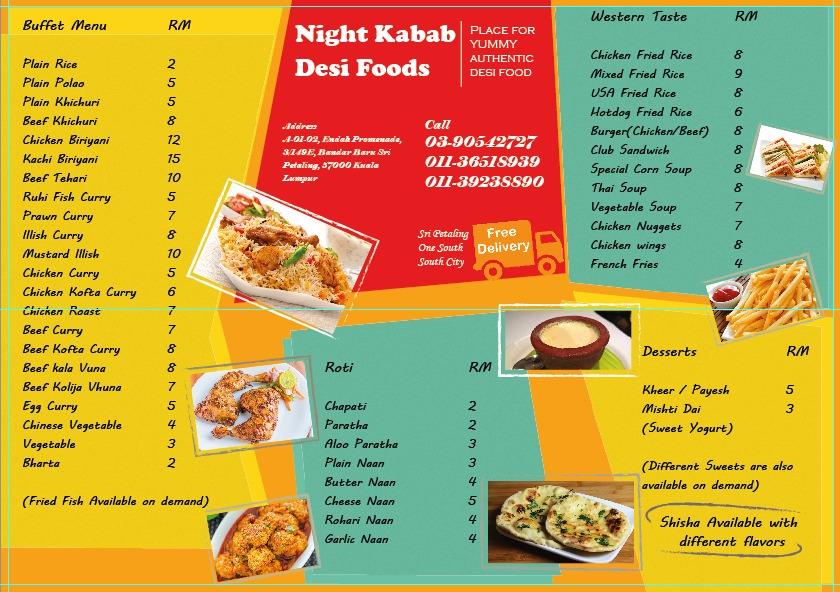 Buffet Menu RM
Plain Rice 2
Plain Polao 5
Plain Khichuri 5
Beef Khichuri 8
Chicken Biriyani 12
Kachi Biriyani 15
Beef Tehari 10
Ruhi Fish Curry 5
Prawn Curry 7
Illish Curry 8
Mustard Illish 10
Chicken Curry 5
Chicken Kofta Curry 6
Chicken Roast 7
Beef Curry 7
Beef Kofta Curry 8
Beef kala Vuna 8
Beef Kolija Vhuna 7
Egg Curry 5
Chinese Vegetable 4
Vegetable 3
Bharta 2
(Fried Fish Available on demand)
Night Kabab
Desi Foods
PLACE FOR
YUMMY
AUTHENTIC
DESI FOOD
Address
A-01-02, Endah Promenade,
3/149E, Bandar Baru Sri
Petaling, 57000 Kuala
Lumpur
Call
03-90542727
011-36518939
011-39238890
Sri Petaling
One South
South City
Free
Delivery
Western Taste RM
Chicken Fried Rice 8
Mixed Fried Rice 9
USA Fried Rice 8
Hotdog Fried Rice 6
Burger(Chicken/Beef) 8
Club Sandwich 8
Special Corn Soup 8
Thai Soup 8
Vegetable Soup 7
Chicken Nuggets 7
Chicken wings 8
French Fries 4
Roti RM
Chapati 2
Paratha 2
Aloo Paratha 3
Plain Naan 3
Butter Naan 4
Cheese Naan 5
Rohari Naan 4
Garlic Naan 4
Desserts RM
Kheer / Payesh 5
Mishti Dai 3
(Sweet Yogurt)
(Different Sweets are also
available on demand)
Shisha Available with
different flavors